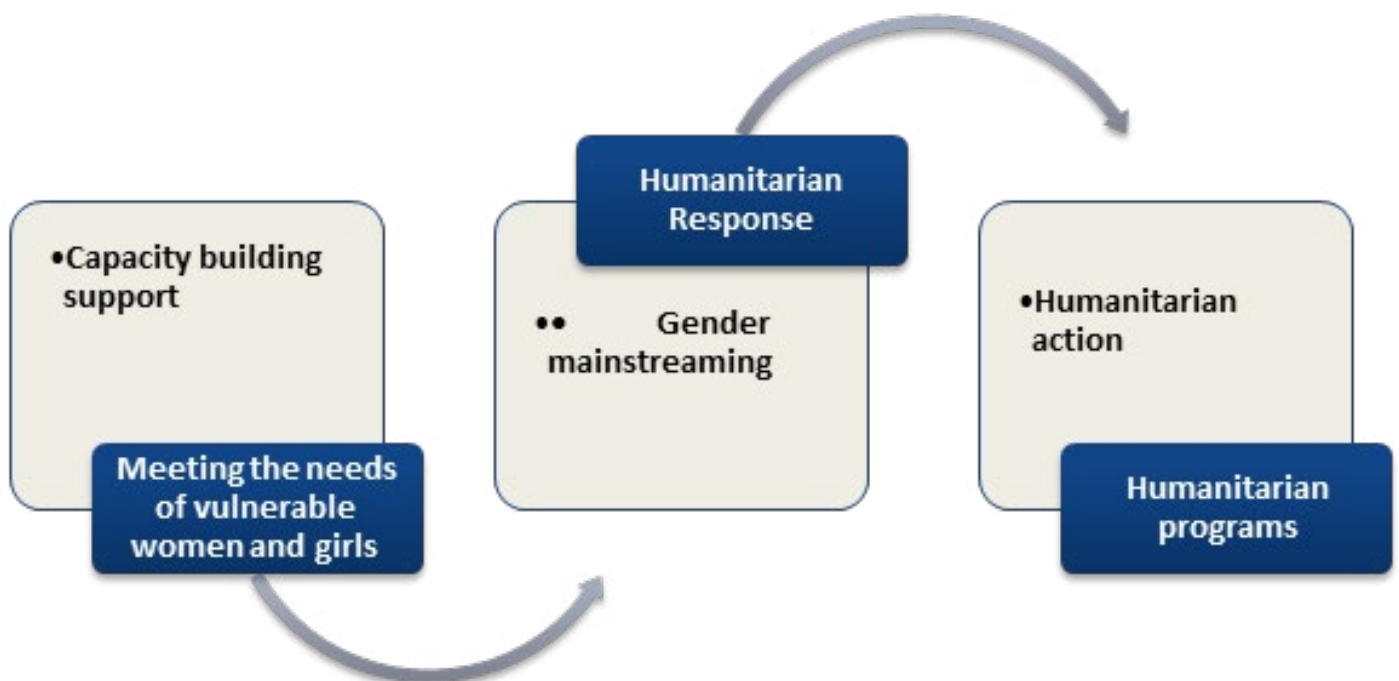 •Capacity building
support
Meeting the needs
of vulnerable
women and girls
Humanitarian
Response
•• Gender
mainstreaming
•Humanitarian
action
Humanitarian
programs